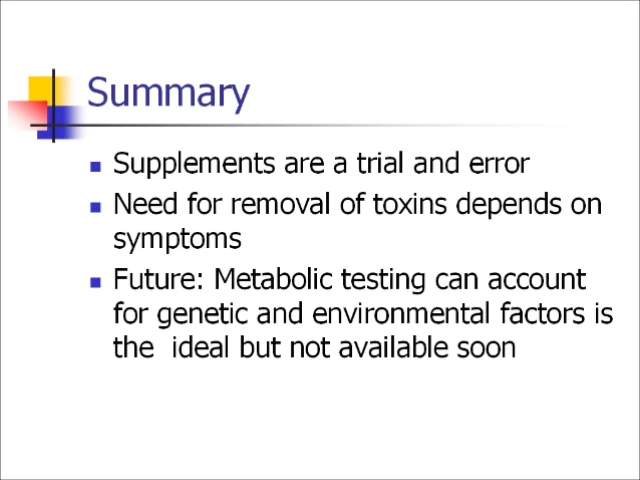 Summary
Supplements are a trial and error
Need for removal of toxins depends on
symptoms
Future: Metabolic testing can account
for genetic and environmental factors is
the  ideal but not available soon